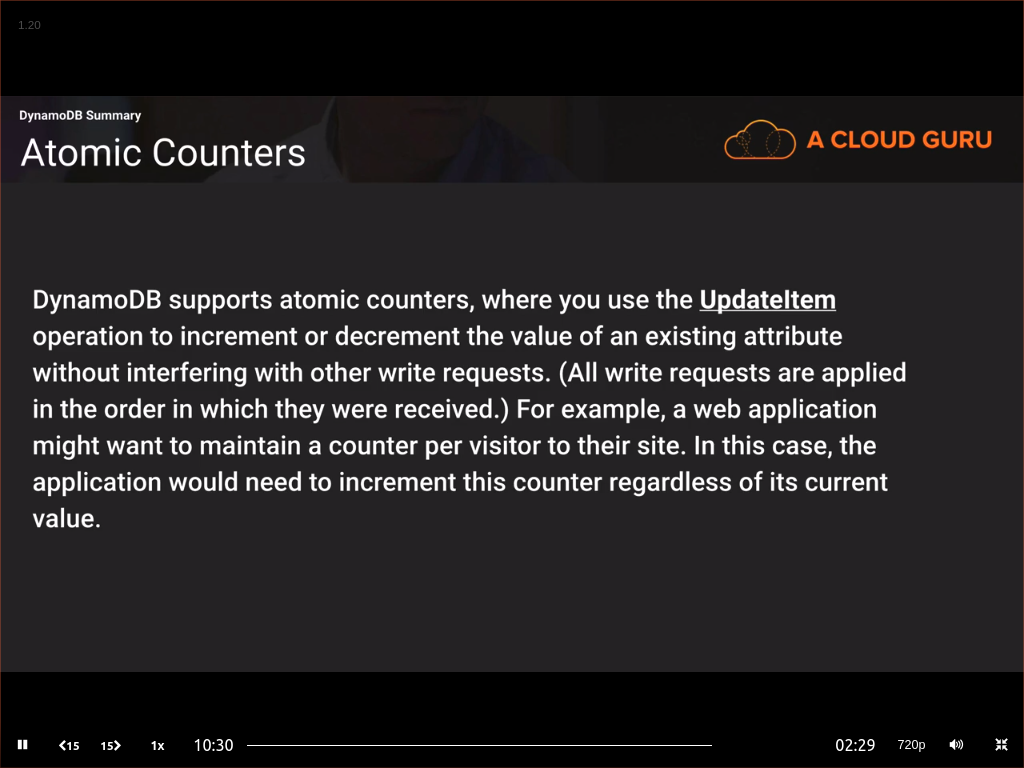 1.20
DynamoDB Summary
Atomic Counters
A CLOUD GURU
DynamoDB supports atomic counters, where you use the UpdateItem
operation to increment or decrement the value of an existing attribute
without interfering with other write requests. (All write requests are applied
in the order in which they were received.) For example, a web application
might want to maintain a counter per visitor to their site. In this case, the
application would need to increment this counter regardless of its current
value.
15 15 1x 10:30 02:29 720p